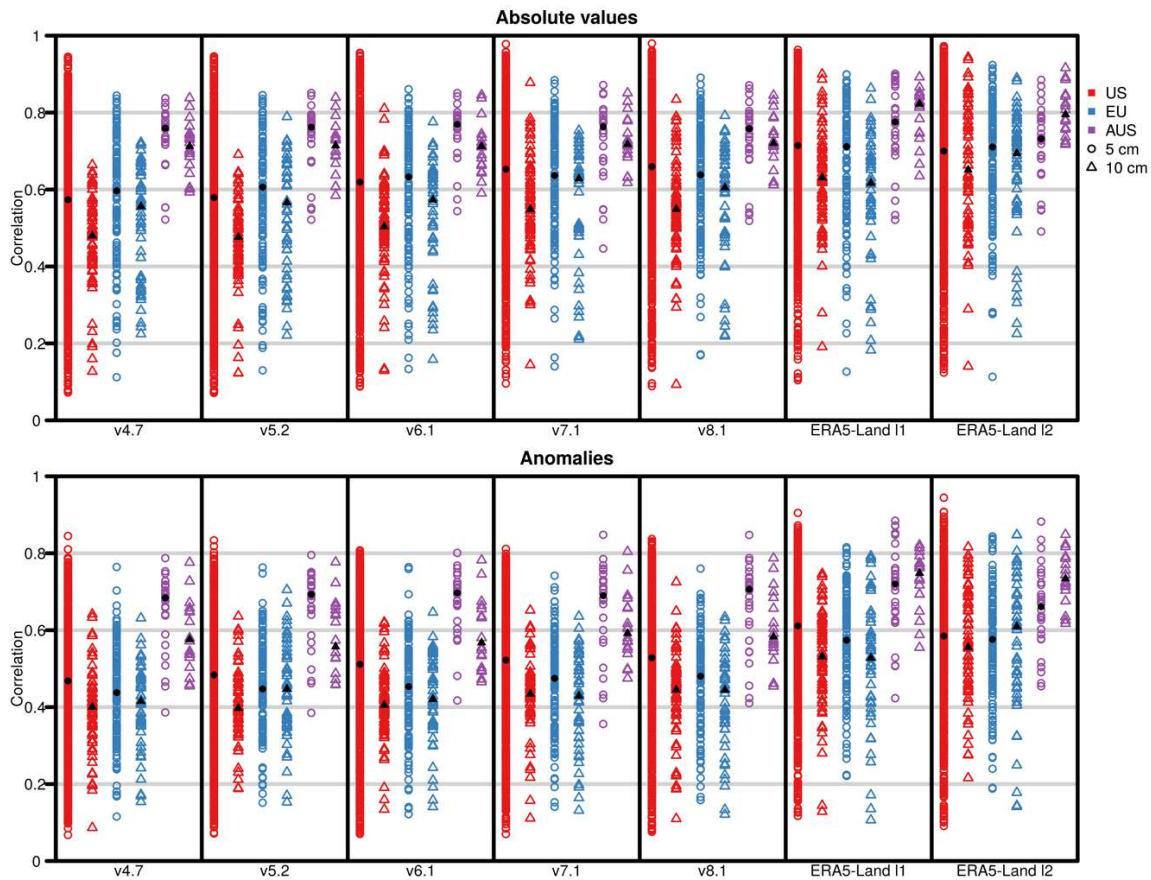 Absolute values
1
0.8
0.6
0.4
0.2
0
Correlation
v4.7 v5.2 v6.1 v7.1 v8.1 ERA5-Land l1 ERA5-Land l2
US
EU
AUS
5 cm
10 cm
Anomalies
1
0.8
0.6
0.4
0.2
0
Correlation
v4.7 v5.2 v6.1 v7.1 v8.1 ERA5-Land l1 ERA5-Land l2